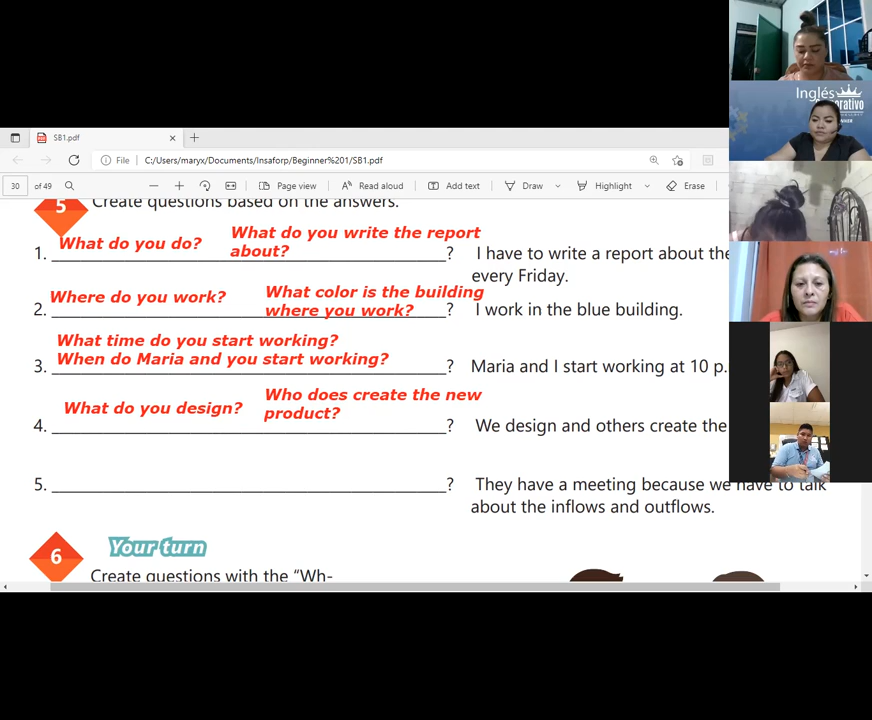 Inglés
SB1.pdf
File
C:/Users/maryx/Documents/Insaforp/Beginner%201/SB1.pdf
30 of 49
Page view
Read aloud
Add text
Draw
Highlight
Erase
5
Create questions based on the answers.
What do you do?
What do you write the report
about?
1. ? I have to write a report about the
every Friday.
Where do you work?
What color is the building
where you work?
2. ? I work in the blue building.
What time do you start working?
When do Maria and you start working?
3. ? Maria and I start working at 10 p.
What do you design?
Who does create the new
product?
4. ? We design and others create the
5. ? They have a meeting because we have to talk
about the inflows and outflows.
6
Your turn
Create questions with the “Wh-